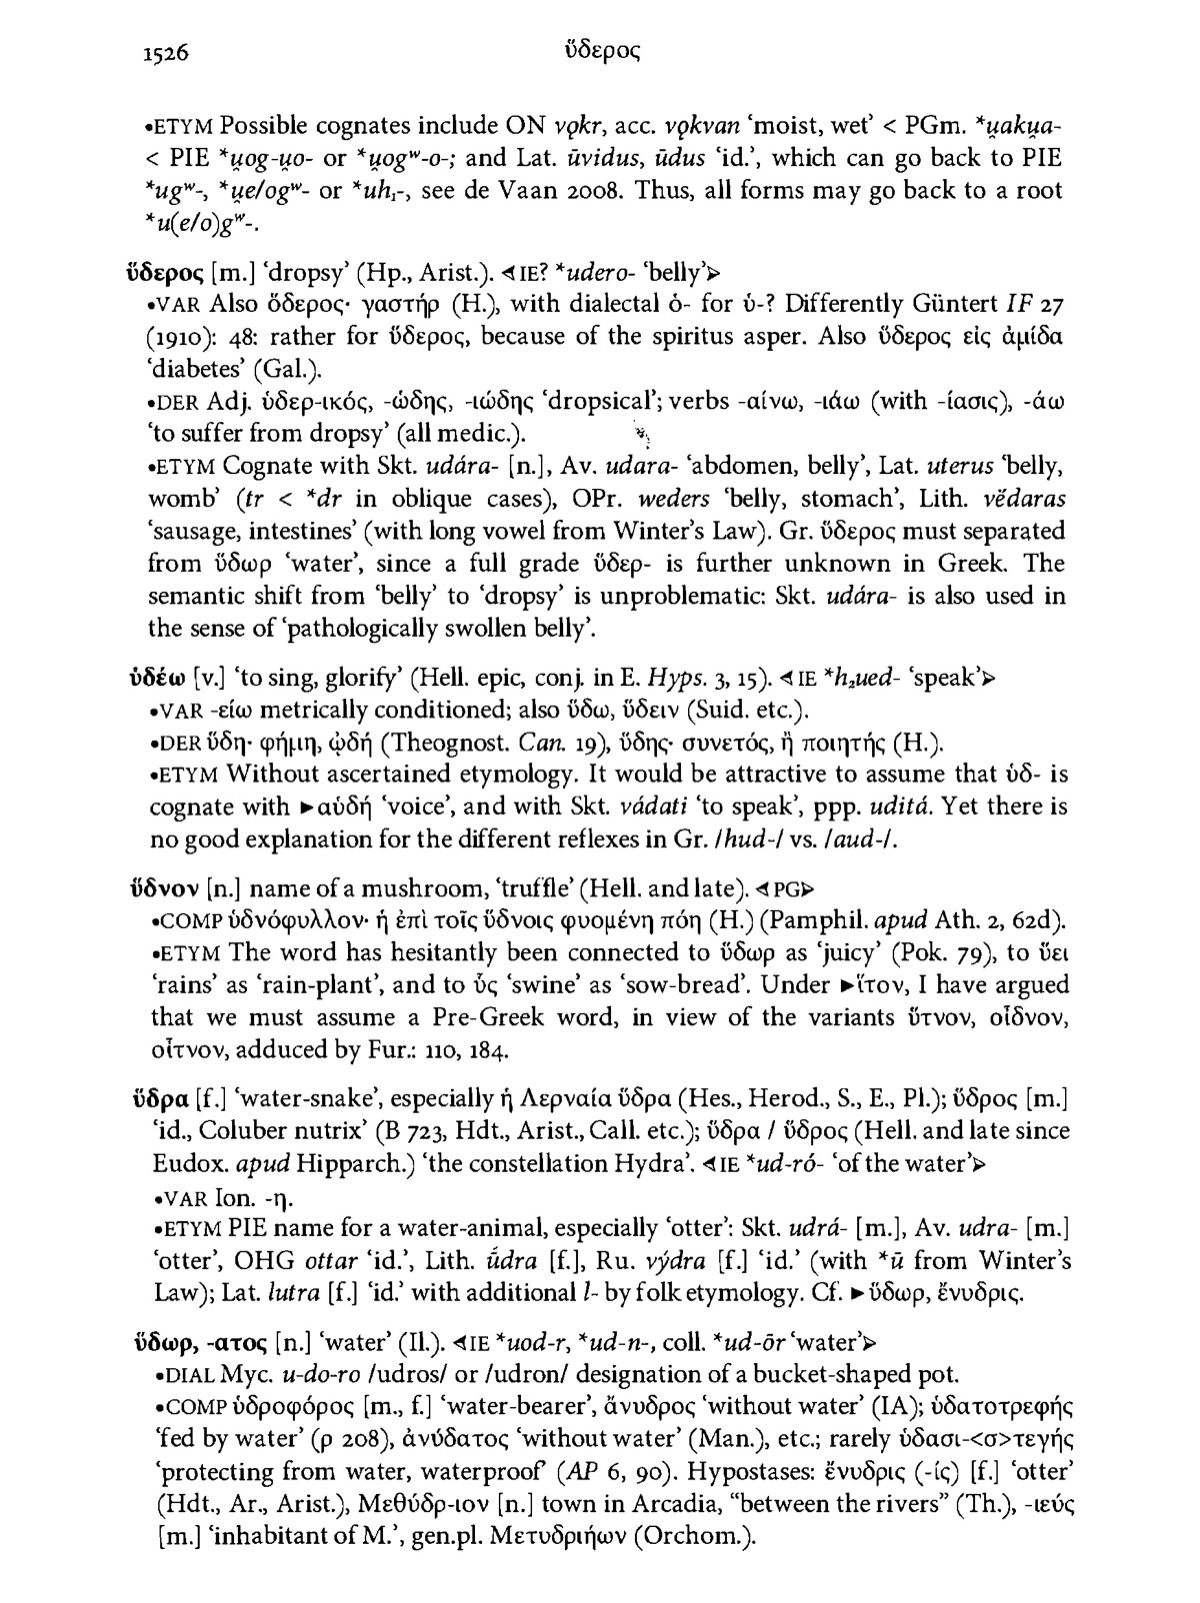 1526
ὕδερος
•ETYM Possible cognates include ON vǫkr, acc. vǫkvan ‘moist, wet’ < PGm. *u̯aku̯a-
< PIE *u̯og-u̯o- or *u̯ogʷ-o-; and Lat. ūvidus, ūdus ‘id.’, which can go back to PIE
*ugʷ-, *u̯e/ogʷ- or *uh₁-, see de Vaan 2008. Thus, all forms may go back to a root
*u(e/o)gʷ-.
ὕδερος [m.] ‘dropsy’ (Hp., Arist.). ⊲IE? *udero- ‘belly’⊳
•VAR Also ὅδερος· γαστήρ (H.), with dialectal ὁ- for ὑ-? Differently Güntert IF 27
(1910): 48: rather for ὕδερος, because of the spiritus asper. Also ὕδερος εἰς ἀμίδα
‘diabetes’ (Gal.).
•DER Adj. ὑδερ-ικός, -ώδης, -ιώδης ‘dropsical’; verbs -αίνω, -ιάω (with -ίασις), -άω
‘to suffer from dropsy’ (all medic.).
•ETYM Cognate with Skt. udára- [n.], Av. udara- ‘abdomen, belly’, Lat. uterus ‘belly,
womb’ (tr < *dr in oblique cases), OPr. weders ‘belly, stomach’, Lith. vė́daras
‘sausage, intestines’ (with long vowel from Winter’s Law). Gr. ὕδερος must separated
from ὕδωρ ‘water’, since a full grade ὕδερ- is further unknown in Greek. The
semantic shift from ‘belly’ to ‘dropsy’ is unproblematic: Skt. udára- is also used in
the sense of ‘pathologically swollen belly’.
ὑδέω [v.] ‘to sing, glorify’ (Hell. epic, conj. in E. Hyps. 3, 15). ⊲IE *h₂ued- ‘speak’⊳
•VAR -είω metrically conditioned; also ὕδω, ὕδειν (Suid. etc.).
•DER ὕδη· φήμη, ᾠδή (Theognost. Can. 19), ὕδης· συνετός, ἢ ποιητής (H.).
•ETYM Without ascertained etymology. It would be attractive to assume that ὑδ- is
cognate with ►αὐδή ‘voice’, and with Skt. vádati ‘to speak’, ppp. uditá. Yet there is
no good explanation for the different reflexes in Gr. /hud-/ vs. /aud-/.
ὕδνον [n.] name of a mushroom, ‘truffle’ (Hell. and late). ⊲PG⊳
•COMP ὑδνόφυλλον· ἡ ἐπὶ τοῖς ὕδνοις φυομένη πόη (H.) (Pamphil. apud Ath. 2, 62d).
•ETYM The word has hesitantly been connected to ὕδωρ as ‘juicy’ (Pok. 79), to ὕει
‘rains’ as ‘rain-plant’, and to ὗς ‘swine’ as ‘sow-bread’. Under ►ἴτον, I have argued
that we must assume a Pre-Greek word, in view of the variants ὕτνον, οἶδνον,
οἶτνον, adduced by Fur.: 110, 184.
ὕδρα [f.] ‘water-snake’, especially ἡ Λερναία ὕδρα (Hes., Herod., S., E., Pl.); ὕδρος [m.]
‘id., Coluber nutrix’ (B 723, Hdt., Arist., Call. etc.); ὕδρα / ὕδρος (Hell. and late since
Eudox. apud Hipparch.) ‘the constellation Hydra’. ⊲IE *ud-ró- ‘of the water’⊳
•VAR Ion. -η.
•ETYM PIE name for a water-animal, especially ‘otter’: Skt. udrá- [m.], Av. udra- [m.]
‘otter’, OHG ottar ‘id.’, Lith. ū́dra [f.], Ru. výdra [f.] ‘id.’ (with *ū from Winter’s
Law); Lat. lutra [f.] ‘id.’ with additional l- by folk etymology. Cf. ►ὕδωρ, ἔνυδρις.
ὕδωρ, -ατος [n.] ‘water’ (Il.). ⊲IE *uod-r, *ud-n-, coll. *ud-ōr ‘water’⊳
•DIAL Myc. u-do-ro /udros/ or /udron/ designation of a bucket-shaped pot.
•COMP ὑδροφόρος [m., f.] ‘water-bearer’, ἄνυδρος ‘without water’ (IA); ὑδατοτρεφής
‘fed by water’ (ρ 208), ἀνύδατος ‘without water’ (Man.), etc.; rarely ὑδασι-<σ>τεγής
‘protecting from water, waterproof’ (AP 6, 90). Hypostases: ἔνυδρις (-ίς) [f.] ‘otter’
(Hdt., Ar., Arist.), Μεθύδρ-ιον [n.] town in Arcadia, “between the rivers” (Th.), -ιεύς
[m.] ‘inhabitant of M.’, gen.pl. Μετυδριήων (Orchom.).